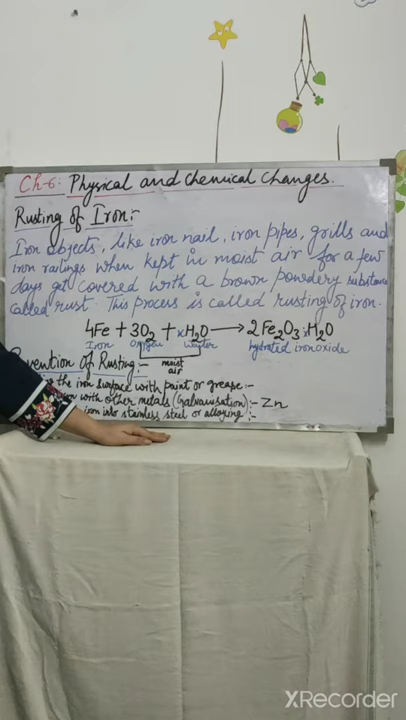 Ch-6: Physical and Chemical Changes.
Rusting of Iron:-
Iron objects, like iron nail, iron pipes, grills and
iron railings when kept in moist air for a few
days get covered with a brown powdery substance
called rust. This process is called rusting of iron.
4Fe + 3O₂ + xH₂O → 2Fe₂O₃.xH₂O
Iron Oxygen water hydrated iron oxide
moist
air
Prevention of Rusting:-
the iron surface with paint or grease:-
with other metals (Galvanisation):- Zn
iron into stainless steel or alloying:-
XRecorder